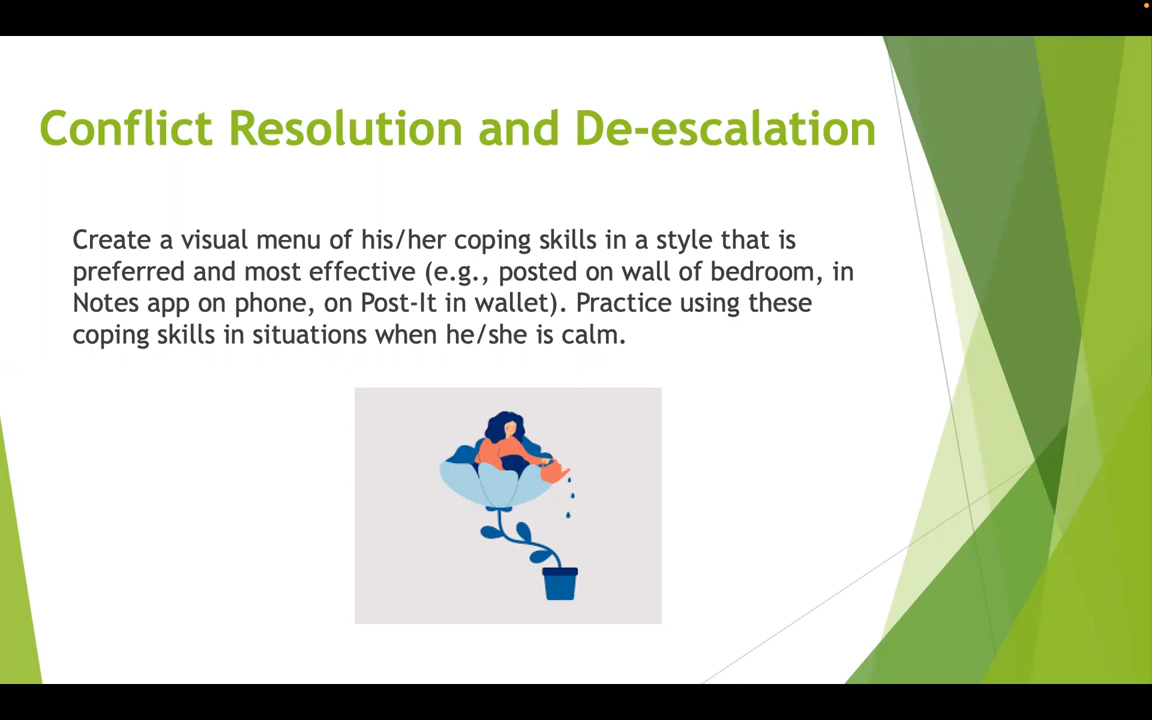 Conflict Resolution and De-escalation
Create a visual menu of his/her coping skills in a style that is
preferred and most effective (e.g., posted on wall of bedroom, in
Notes app on phone, on Post-It in wallet). Practice using these
coping skills in situations when he/she is calm.